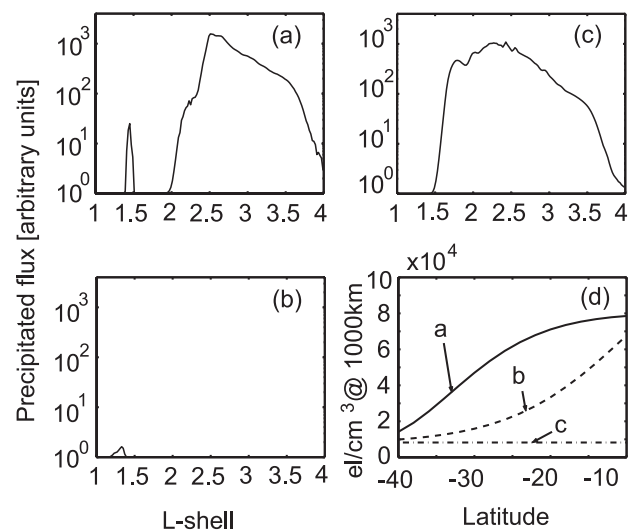 Precipitated flux [arbitrary units]
(a)
10³
10²
10¹
10⁰
1 1.5 2 2.5 3 3.5 4
(c)
10³
10²
10¹
10⁰
1 1.5 2 2.5 3 3.5 4
(b)
10³
10²
10¹
10⁰
1 1.5 2 2.5 3 3.5 4
L-shell
x10⁴
(d)
el/cm ³@ 1000km
10
8
6
4
2
0
a
b
c
-40 -30 -20 -10
Latitude